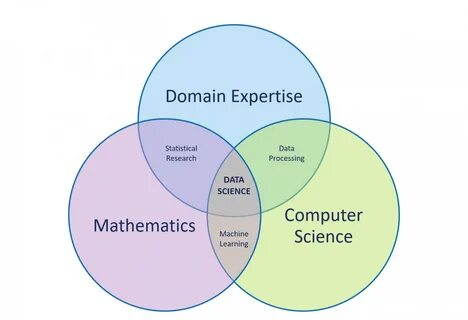 Domain Expertise
Statistical
Research
Data
Processing
DATA
SCIENCE
Mathematics
Computer
Science
Machine
Learning